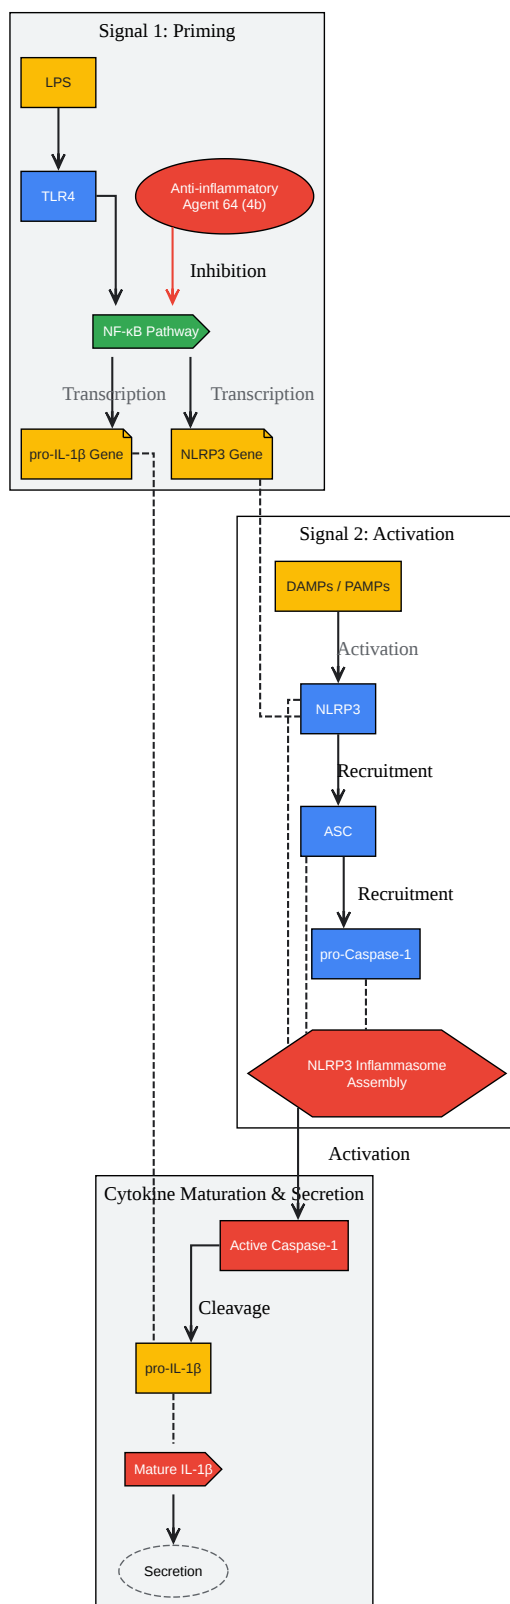 Signal 1: Priming
LPS
TLR4
Anti-inflammatory
Agent 64 (4b)
Inhibition
NF-κB Pathway
Transcription
Transcription
pro-IL-1β Gene
NLRP3 Gene
Signal 2: Activation
DAMPs / PAMPs
Activation
NLRP3
Recruitment
ASC
Recruitment
pro-Caspase-1
NLRP3 Inflammasome
Assembly
Activation
Cytokine Maturation & Secretion
Active Caspase-1
Cleavage
pro-IL-1β
Mature IL-1β
Secretion